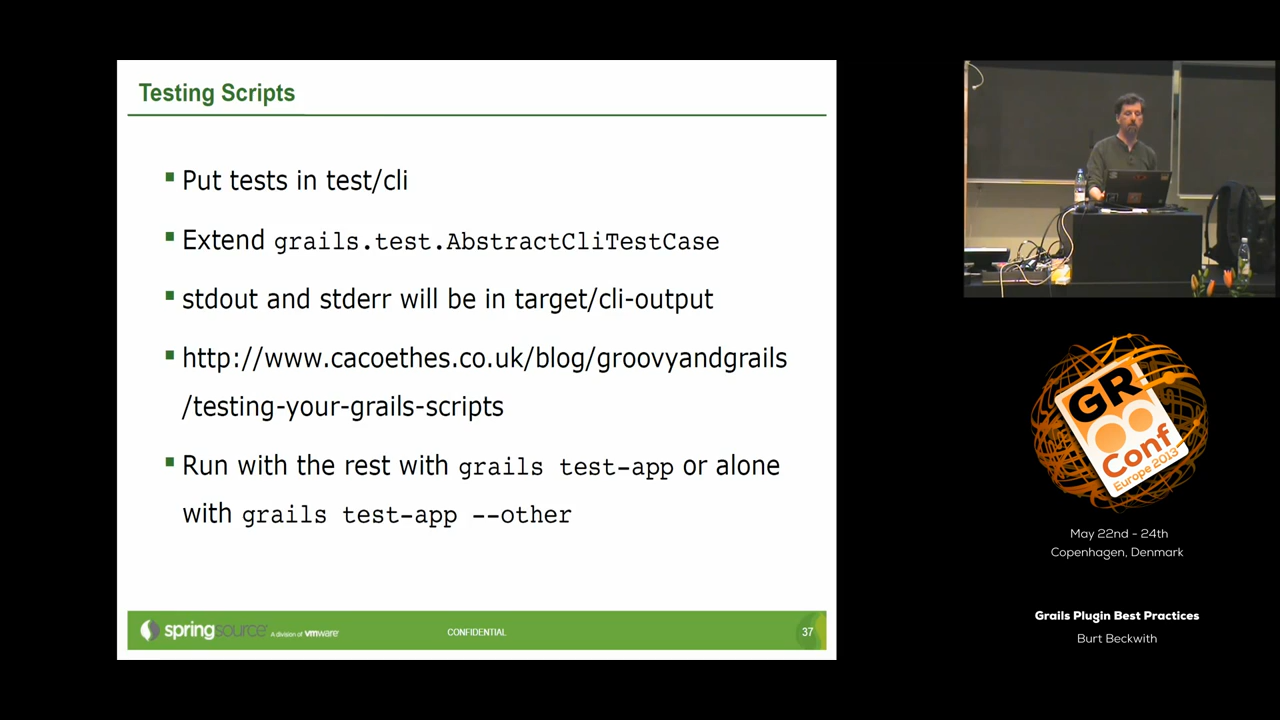 Testing Scripts
Put tests in test/cli
Extend grails.test.AbstractCliTestCase
stdout and stderr will be in target/cli-output
http://www.cacoethes.co.uk/blog/groovyandgrails
/testing-your-grails-scripts
Run with the rest with grails test-app or alone
with grails test-app --other
springsource A division of vmware
CONFIDENTIAL
37
GR8
Conf
Europe 2013
May 22nd - 24th
Copenhagen, Denmark
Grails Plugin Best Practices
Burt Beckwith